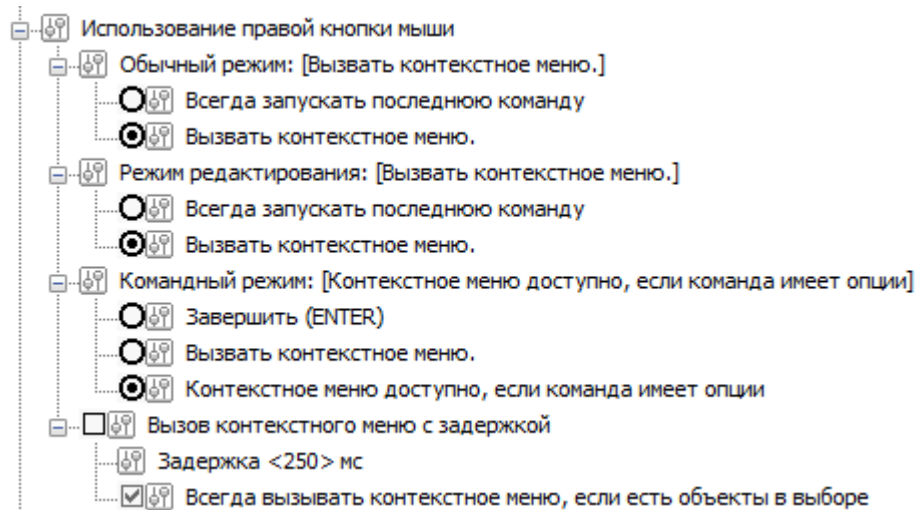 Использование правой кнопки мыши
Обычный режим: [Вызвать контекстное меню.]
Всегда запускать последнюю команду
Вызвать контекстное меню.
Режим редактирования: [Вызвать контекстное меню.]
Всегда запускать последнюю команду
Вызвать контекстное меню.
Командный режим: [Контекстное меню доступно, если команда имеет опции]
Завершить (ENTER)
Вызвать контекстное меню.
Контекстное меню доступно, если команда имеет опции
Вызов контекстного меню с задержкой
Задержка <250> мс
Всегда вызывать контекстное меню, если есть объекты в выборе